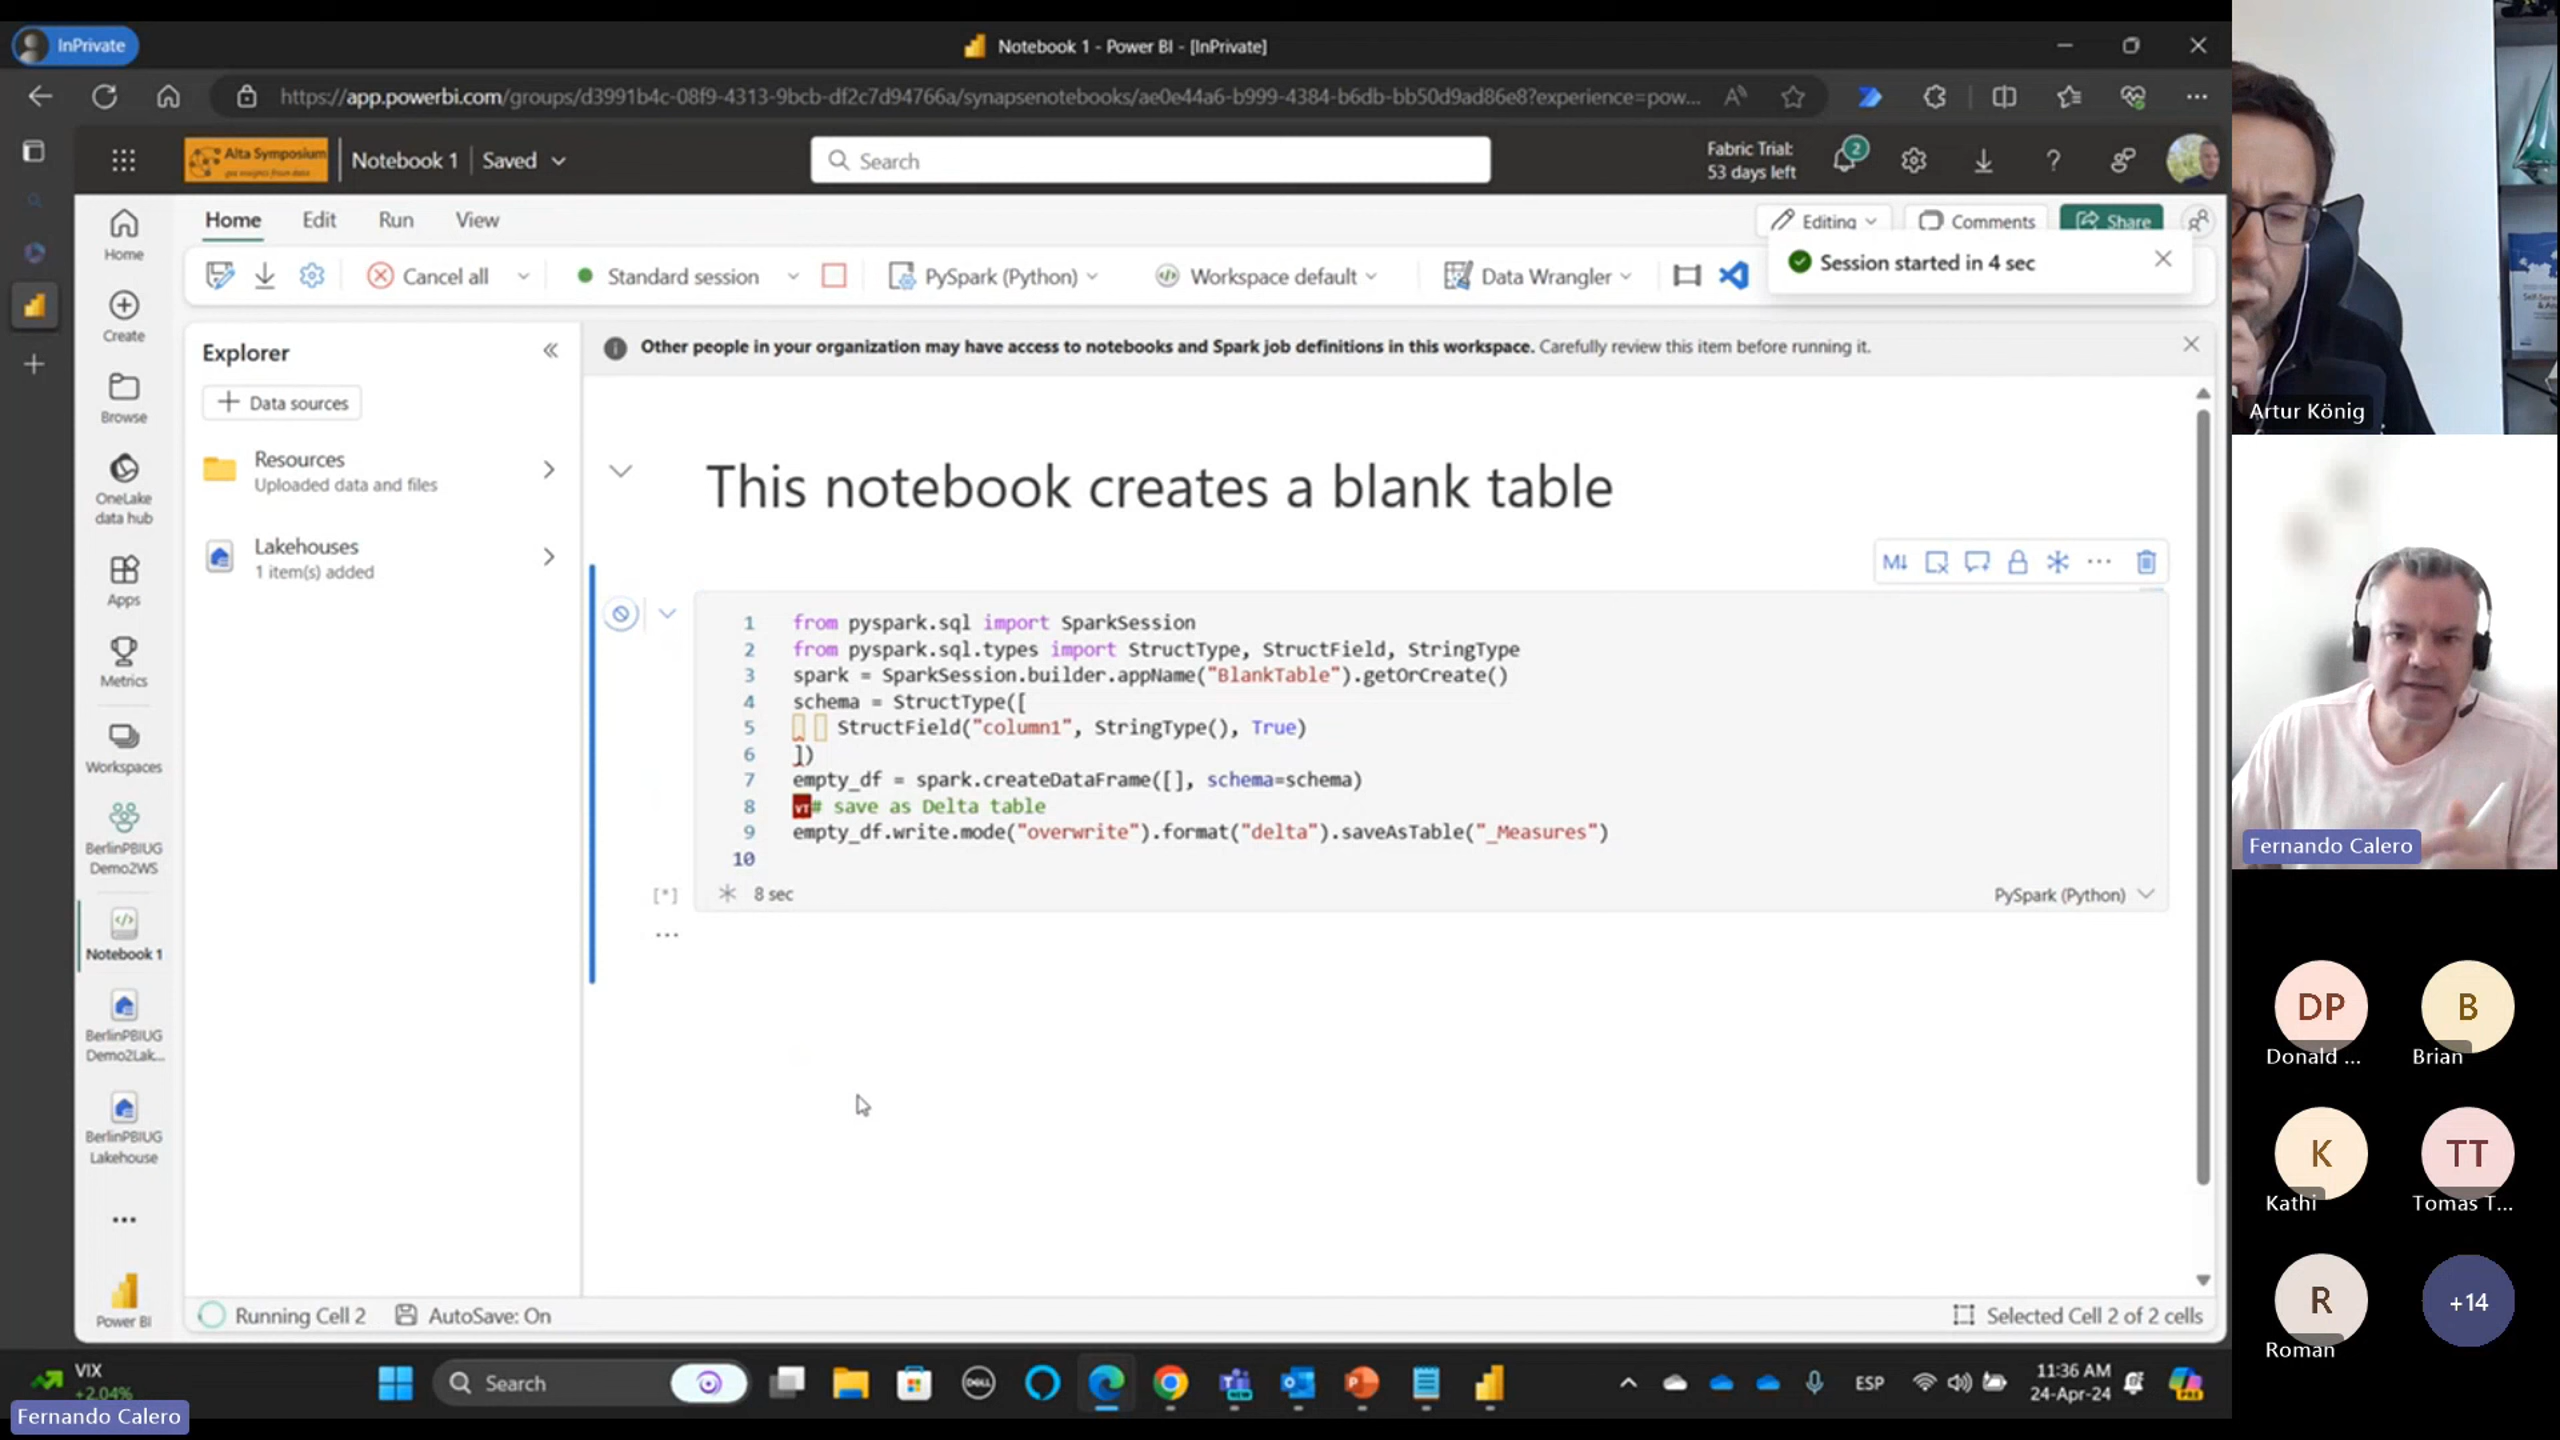 InPrivate
Notebook 1 - Power BI - [InPrivate]
https://app.powerbi.com/groups/d3991b4c-08f9-4313-9bcb-df2c7d94766a/synapsenotebooks/ae0e44a6-b999-4384-b6db-bb50d9ad86e8?experience=pow...
Alta Symposium
get insights from data
Notebook 1
Saved
Search
Fabric Trial:
53 days left
2
Home
Edit
Run
View
Editing
Comments
Share
Cancel all
Standard session
PySpark (Python)
Workspace default
Data Wrangler
Session started in 4 sec
Home
Create
Browse
OneLake
data hub
Apps
Metrics
Workspaces
BerlinPBIUG
Demo2WS
Notebook 1
BerlinPBIUG
Demo2Lak...
BerlinPBIUG
Lakehouse
...
Power BI
Explorer
Data sources
Resources
Uploaded data and files
Lakehouses
1 item(s) added
Other people in your organization may have access to notebooks and Spark job definitions in this workspace. Carefully review this item before running it.
This notebook creates a blank table
M↓
1 from pyspark.sql import SparkSession
2 from pyspark.sql.types import StructType, StructField, StringType
3 spark = SparkSession.builder.appName("BlankTable").getOrCreate()
4 schema = StructType([
5 StructField("column1", StringType(), True)
6 ])
7 empty_df = spark.createDataFrame([], schema=schema)
8 VT# save as Delta table
9 empty_df.write.mode("overwrite").format("delta").saveAsTable("_Measures")
10
[*]
8 sec
PySpark (Python)
...
Running Cell 2
AutoSave: On
Selected Cell 2 of 2 cells
VIX
+2.04%
Fernando Calero
Search
DELL
ESP
11:36 AM
24-Apr-24
PRE
Artur König
Fernando Calero
DP
Donald ...
B
Brian
K
Kathi
TT
Tomas T...
R
Roman
+14